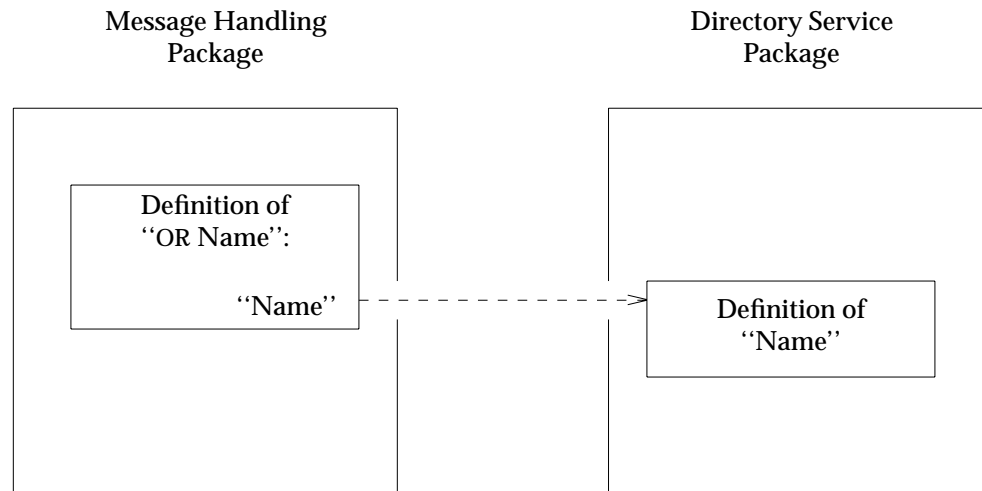 Message Handling
Package
Directory Service
Package
Definition of
‘‘OR Name’’:
‘‘Name’’
Definition of
‘‘Name’’